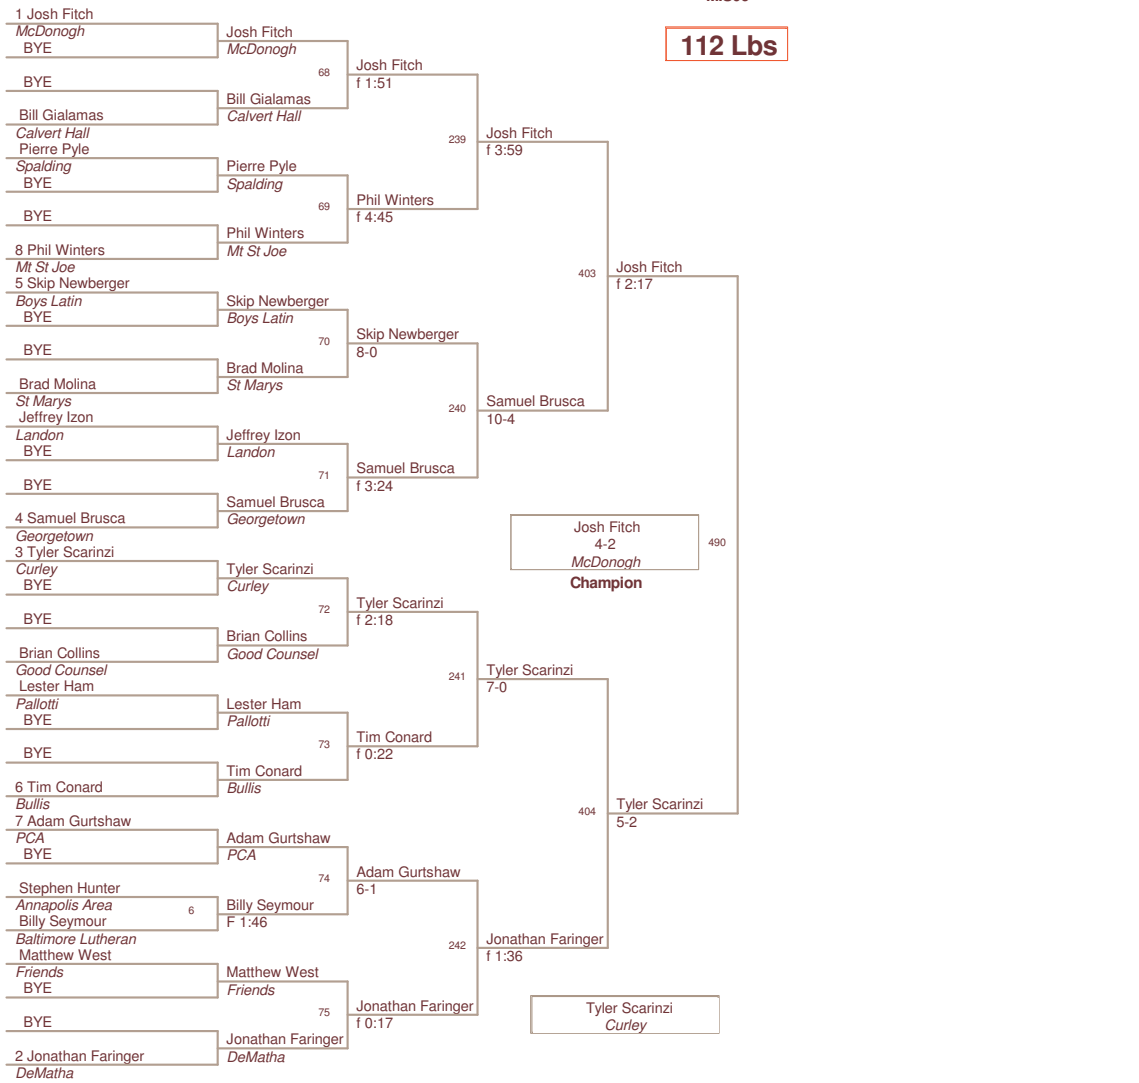 112 Lbs
1 Josh Fitch
McDonogh
BYE
BYE
Bill Gialamas
Calvert Hall
Pierre Pyle
Spalding
BYE
BYE
8 Phil Winters
Mt St Joe
5 Skip Newberger
Boys Latin
BYE
BYE
Brad Molina
St Marys
Jeffrey Izon
Landon
BYE
BYE
4 Samuel Brusca
Georgetown
3 Tyler Scarinzi
Curley
BYE
BYE
Brian Collins
Good Counsel
Lester Ham
Pallotti
BYE
BYE
6 Tim Conard
Bullis
7 Adam Gurtshaw
PCA
BYE
Stephen Hunter
Annapolis Area
6
Billy Seymour
Baltimore Lutheran
Matthew West
Friends
BYE
BYE
2 Jonathan Faringer
DeMatha
Josh Fitch
McDonogh
68
Bill Gialamas
Calvert Hall
Pierre Pyle
Spalding
69
Phil Winters
Mt St Joe
Skip Newberger
Boys Latin
70
Brad Molina
St Marys
Jeffrey Izon
Landon
71
Samuel Brusca
Georgetown
Tyler Scarinzi
Curley
72
Brian Collins
Good Counsel
Lester Ham
Pallotti
73
Tim Conard
Bullis
Adam Gurtshaw
PCA
74
Billy Seymour
F 1:46
Matthew West
Friends
75
Jonathan Faringer
DeMatha
Josh Fitch
f 1:51
239
Phil Winters
f 4:45
Skip Newberger
8-0
240
Samuel Brusca
f 3:24
Tyler Scarinzi
f 2:18
241
Tim Conard
f 0:22
Adam Gurtshaw
6-1
242
Jonathan Faringer
f 0:17
Josh Fitch
f 3:59
403
Samuel Brusca
10-4
Tyler Scarinzi
7-0
404
Jonathan Faringer
f 1:36
Josh Fitch
f 2:17
490
Tyler Scarinzi
5-2
Josh Fitch
4-2
McDonogh
Champion
Tyler Scarinzi
Curley